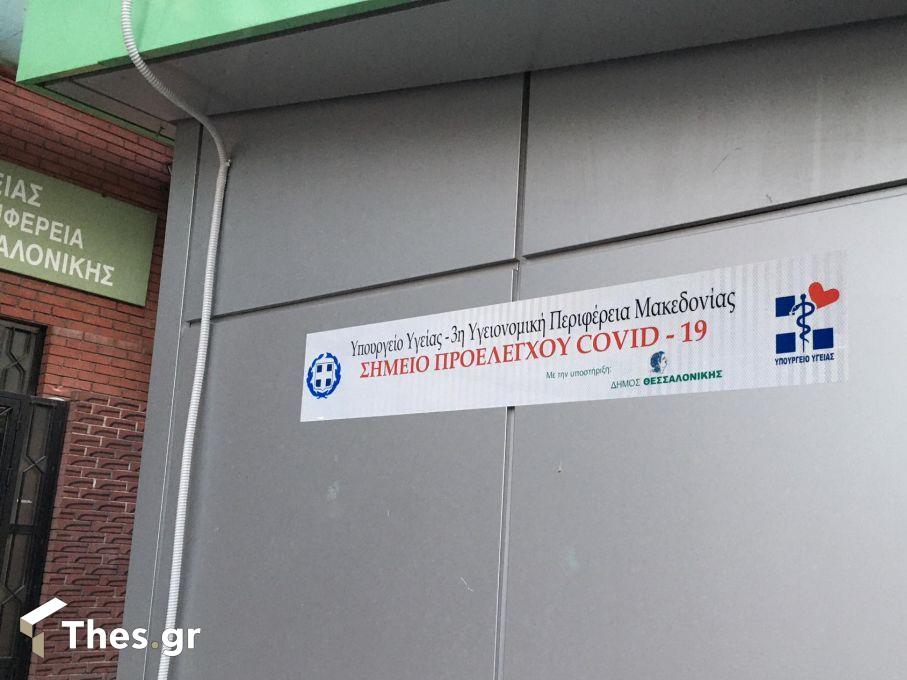 ΕΙΑΣ
ΙΦΕΡΕΙΑ
ΑΛΟΝΙΚΗΣ
Υπουργείο Υγείας - 3η Υγειονομική Περιφέρεια Μακεδονίας
ΣΗΜΕΙΟ ΠΡΟΕΛΕΓΧΟΥ COVID - 19
Με την υποστήριξη:
ΔΗΜΟΣ ΘΕΣΣΑΛΟΝΙΚΗΣ
ΥΠΟΥΡΓΕΙΟ ΥΓΕΙΑΣ
Thes.gr